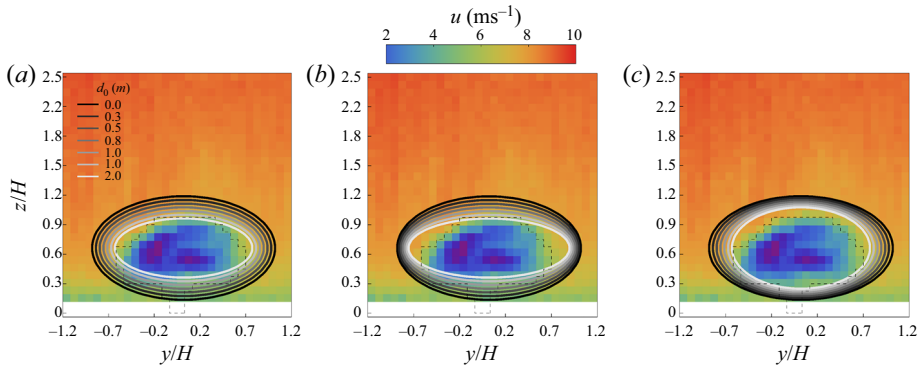 u (ms–1)
2 4 6 8 10
(a) (b) (c)
2.5 2.5 2.5
d0 (m)
0.0
0.3
0.5
0.8
1.0
1.0
2.0
2.2 2.2 2.2
1.8 1.8 1.8
1.5 1.5 1.5
z/H
1.2 1.2 1.2
0.9 0.9 0.9
0.6 0.6 0.6
0.3 0.3 0.3
0 0 0
–1.2 –0.7 –0.2 0.2 0.7 1.2 –1.2 –0.7 –0.2 0.2 0.7 1.2 –1.2 –0.7 –0.2 0.2 0.7 1.2
y/H y/H y/H